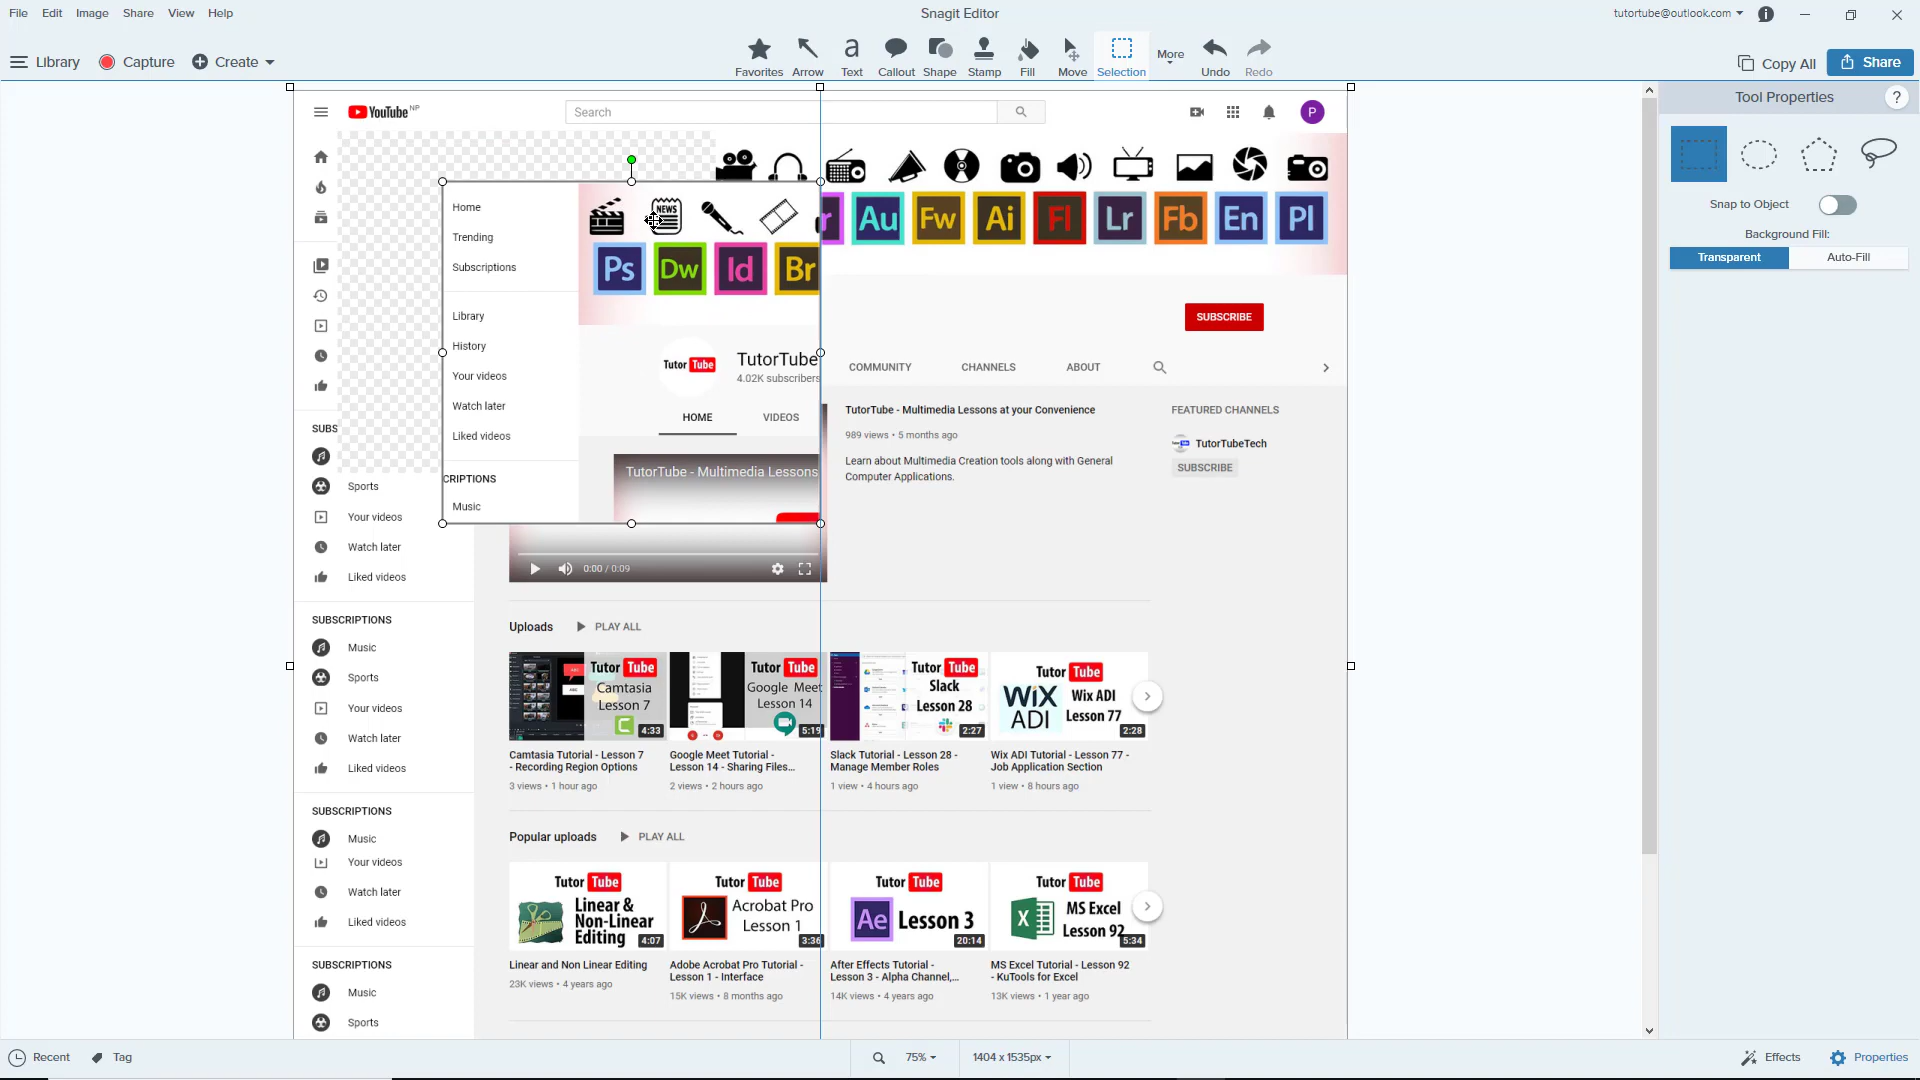 File Edit Image Share View Help
Snagit Editor
tutortube@outlook.com
Library Capture Create
Favorites Arrow Text Callout Shape Stamp Fill Move Selection More Undo Redo
Copy All Share
Tool Properties ?
YouTube NP
Search
P
Snap to Object
Background Fill:
Transparent Auto-Fill
Home
Trending
Subscriptions
Library
History
Your videos
Watch later
Liked videos
CRIPTIONS
Music
NEWS
Ps Dw Id Br
r Au Fw Ai Fl Lr Fb En Pl
Tutor Tube
TutorTube
4.02K subscribers
SUBSCRIBE
HOME VIDEOS
COMMUNITY CHANNELS ABOUT
TutorTube - Multimedia Lessons
TutorTube - Multimedia Lessons at your Convenience
989 views • 5 months ago
Learn about Multimedia Creation tools along with General
Computer Applications.
FEATURED CHANNELS
TutorTubeTech
SUBSCRIBE
SUBS
Sports
Your videos
Watch later
Liked videos
0:00 / 0:09
SUBSCRIPTIONS
Music
Sports
Your videos
Watch later
Liked videos
Uploads PLAY ALL
Tutor Tube
Camtasia
Lesson 7
C
4:33
Tutor Tube
Google Meet
Lesson 14
5:19
Tutor Tube
Slack
Lesson 28
2:27
Tutor Tube
WiX
ADI
Wix ADI
Lesson 77
2:28
Camtasia Tutorial - Lesson 7
- Recording Region Options
3 views • 1 hour ago
Google Meet Tutorial -
Lesson 14 - Sharing Files...
2 views • 2 hours ago
Slack Tutorial - Lesson 28 -
Manage Member Roles
1 view • 4 hours ago
Wix ADI Tutorial - Lesson 77 -
Job Application Section
1 view • 8 hours ago
SUBSCRIPTIONS
Music
Your videos
Watch later
Liked videos
Popular uploads PLAY ALL
Tutor Tube
Linear &
Non-Linear
Editing
4:07
Tutor Tube
Acrobat Pro
Lesson 1
3:36
Tutor Tube
Ae Lesson 3
20:14
Tutor Tube
X
MS Excel
Lesson 92
5:34
Linear and Non Linear Editing
23K views • 4 years ago
Adobe Acrobat Pro Tutorial -
Lesson 1 - Interface
15K views • 8 months ago
After Effects Tutorial -
Lesson 3 - Alpha Channel,...
14K views • 4 years ago
MS Excel Tutorial - Lesson 92
- KuTools for Excel
13K views • 1 year ago
SUBSCRIPTIONS
Music
Sports
Recent Tag
75% 1404 x 1535px
Effects Properties